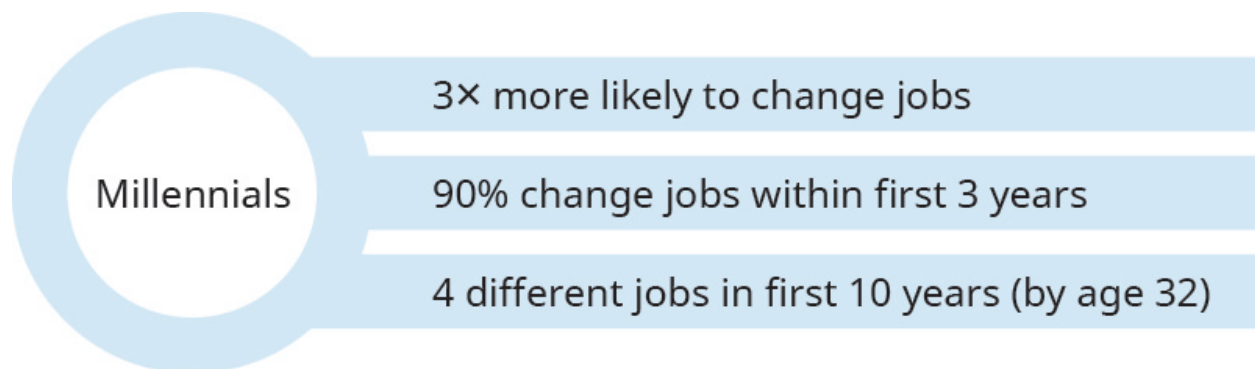 Millennials
3× more likely to change jobs
90% change jobs within first 3 years
4 different jobs in first 10 years (by age 32)